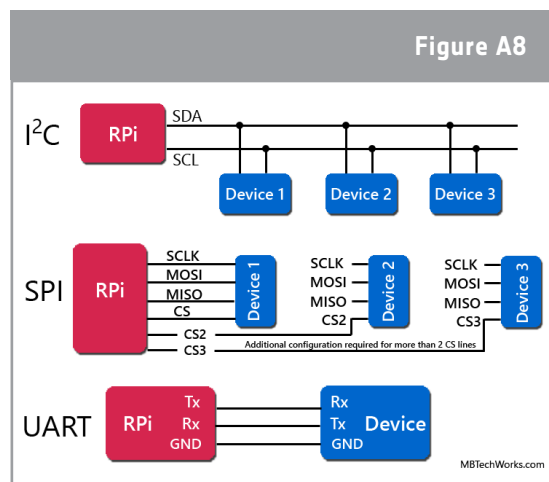 Figure A8
I²C
RPi
SDA
SCL
Device 1
Device 2
Device 3
SPI
RPi
SCLK
MOSI
MISO
CS
CS2
CS3
Device 1
SCLK
MOSI
MISO
CS2
Device 2
SCLK
MOSI
MISO
CS3
Device 3
Additional configuration required for more than 2 CS lines
UART
RPi
Tx
Rx
GND
Rx
Tx
GND
Device
MBTechWorks.com